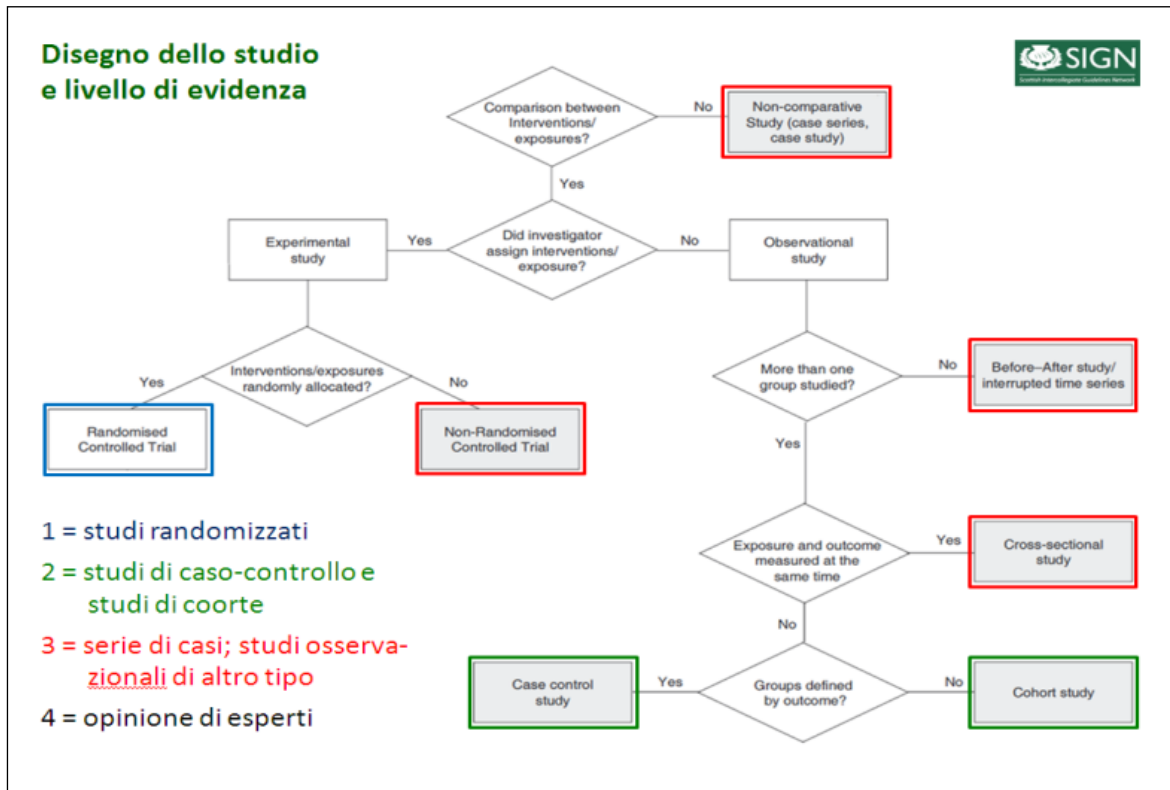 Disegno dello studio
e livello di evidenza
SIGN
Scottish Intercollegiate Guidelines Network
Comparison between
Interventions/
exposures?
No
Non-comparative
Study (case series,
case study)
Yes
Experimental
study
Yes
Did investigator
assign interventions/
exposure?
No
Observational
study
Interventions/exposures
randomly allocated?
Yes
No
Randomised
Controlled Trial
Non-Randomised
Controlled Trial
More than one
group studied?
No
Before–After study/
interrupted time series
Yes
Exposure and outcome
measured at the
same time
Yes
Cross-sectional
study
No
Case control
study
Yes
Groups defined
by outcome?
No
Cohort study
1 = studi randomizzati
2 = studi di caso-controllo e
studi di coorte
3 = serie di casi; studi osserva-
zionali di altro tipo
4 = opinione di esperti